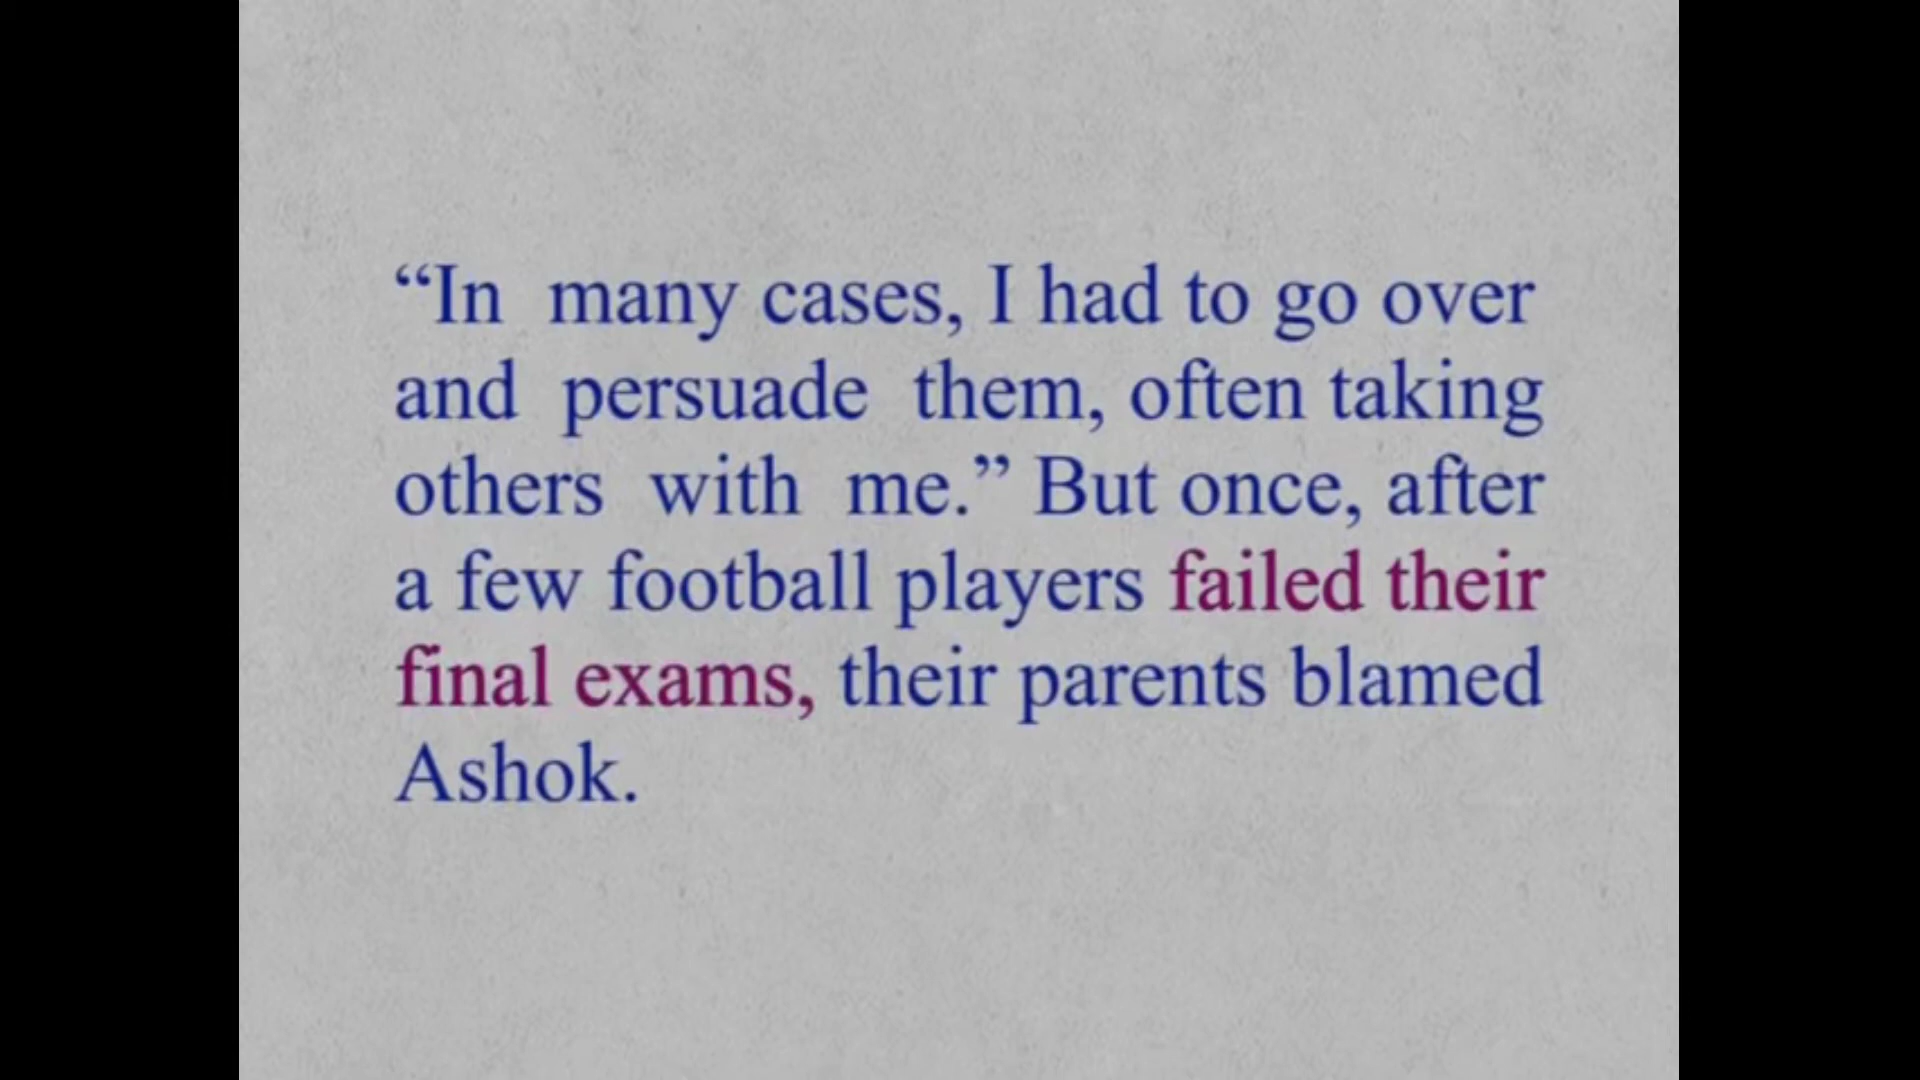 “In many cases, I had to go over
and persuade them, often taking
others with me.” But once, after
a few football players failed their
final exams, their parents blamed
Ashok.